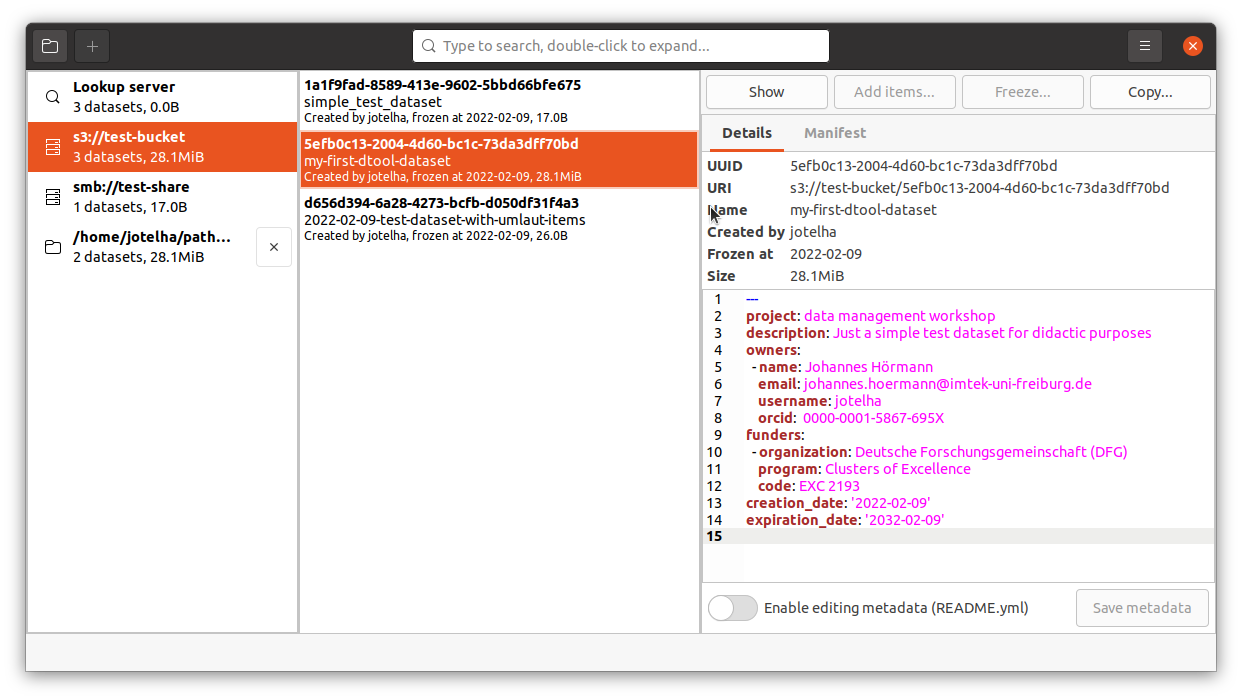 Type to search, double-click to expand...
Lookup server
3 datasets, 0.0B
s3://test-bucket
3 datasets, 28.1MiB
smb://test-share
1 datasets, 17.0B
/home/jotelha/path...
2 datasets, 28.1MiB
1a1f9fad-8589-413e-9602-5bbd66bfe675
simple_test_dataset
Created by jotelha, frozen at 2022-02-09, 17.0B
5efb0c13-2004-4d60-bc1c-73da3dff70bd
my-first-dtool-dataset
Created by jotelha, frozen at 2022-02-09, 28.1MiB
d656d394-6a28-4273-bcfb-d050df31f4a3
2022-02-09-test-dataset-with-umlaut-items
Created by jotelha, frozen at 2022-02-09, 26.0B
Show Add items... Freeze... Copy...
Details Manifest
UUID 5efb0c13-2004-4d60-bc1c-73da3dff70bd
URI s3://test-bucket/5efb0c13-2004-4d60-bc1c-73da3dff70bd
Name my-first-dtool-dataset
Created by jotelha
Frozen at 2022-02-09
Size 28.1MiB
1 ---
2 project: data management workshop
3 description: Just a simple test dataset for didactic purposes
4 owners:
5 - name: Johannes Hörmann
6 email: johannes.hoermann@imtek-uni-freiburg.de
7 username: jotelha
8 orcid: 0000-0001-5867-695X
9 funders:
10 - organization: Deutsche Forschungsgemeinschaft (DFG)
11 program: Clusters of Excellence
12 code: EXC 2193
13 creation_date: '2022-02-09'
14 expiration_date: '2032-02-09'
15
Enable editing metadata (README.yml) Save metadata